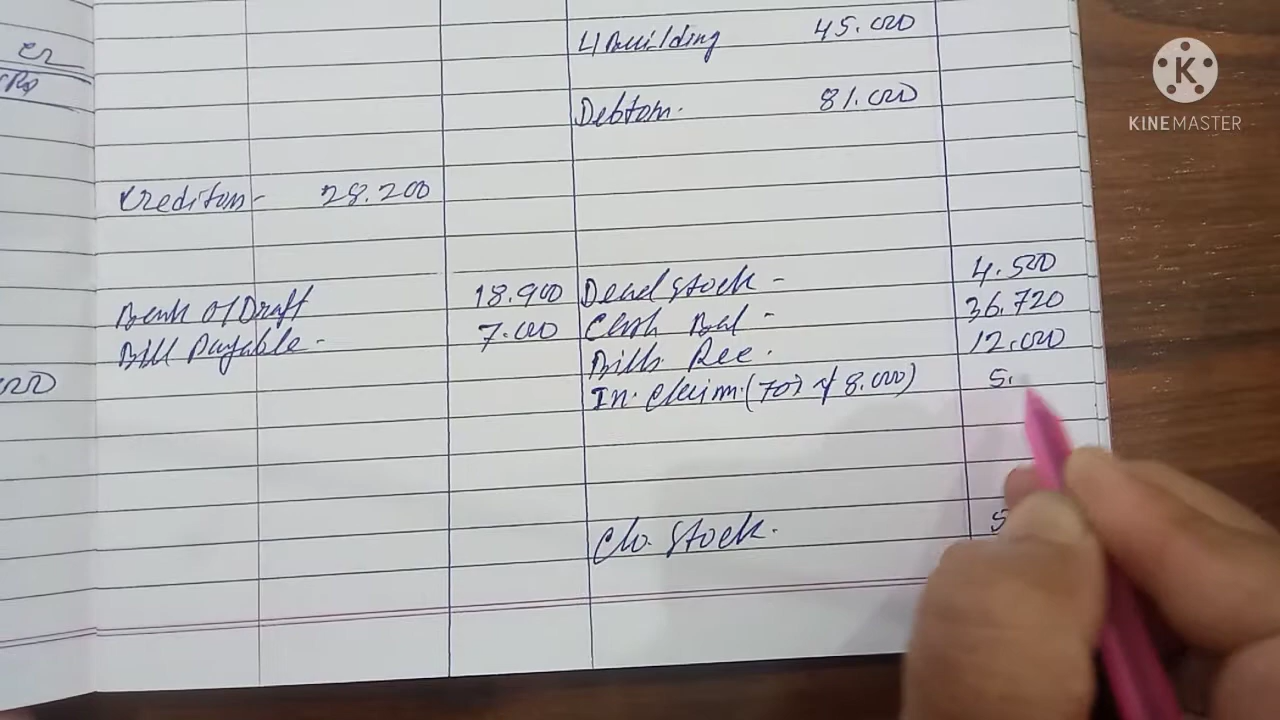 L/Building 45.000
Debtors. 81.000
Creditors - 28.200
Bank O/Draft 18.900 Dead stock - 4.500
Bill Payable - 7.000 Cash Bal - 36.720
Bills Rec. 12.000
In. Claim. (70% of 8.000) 5.
Clo. Stock. 5
K
KINEMASTER